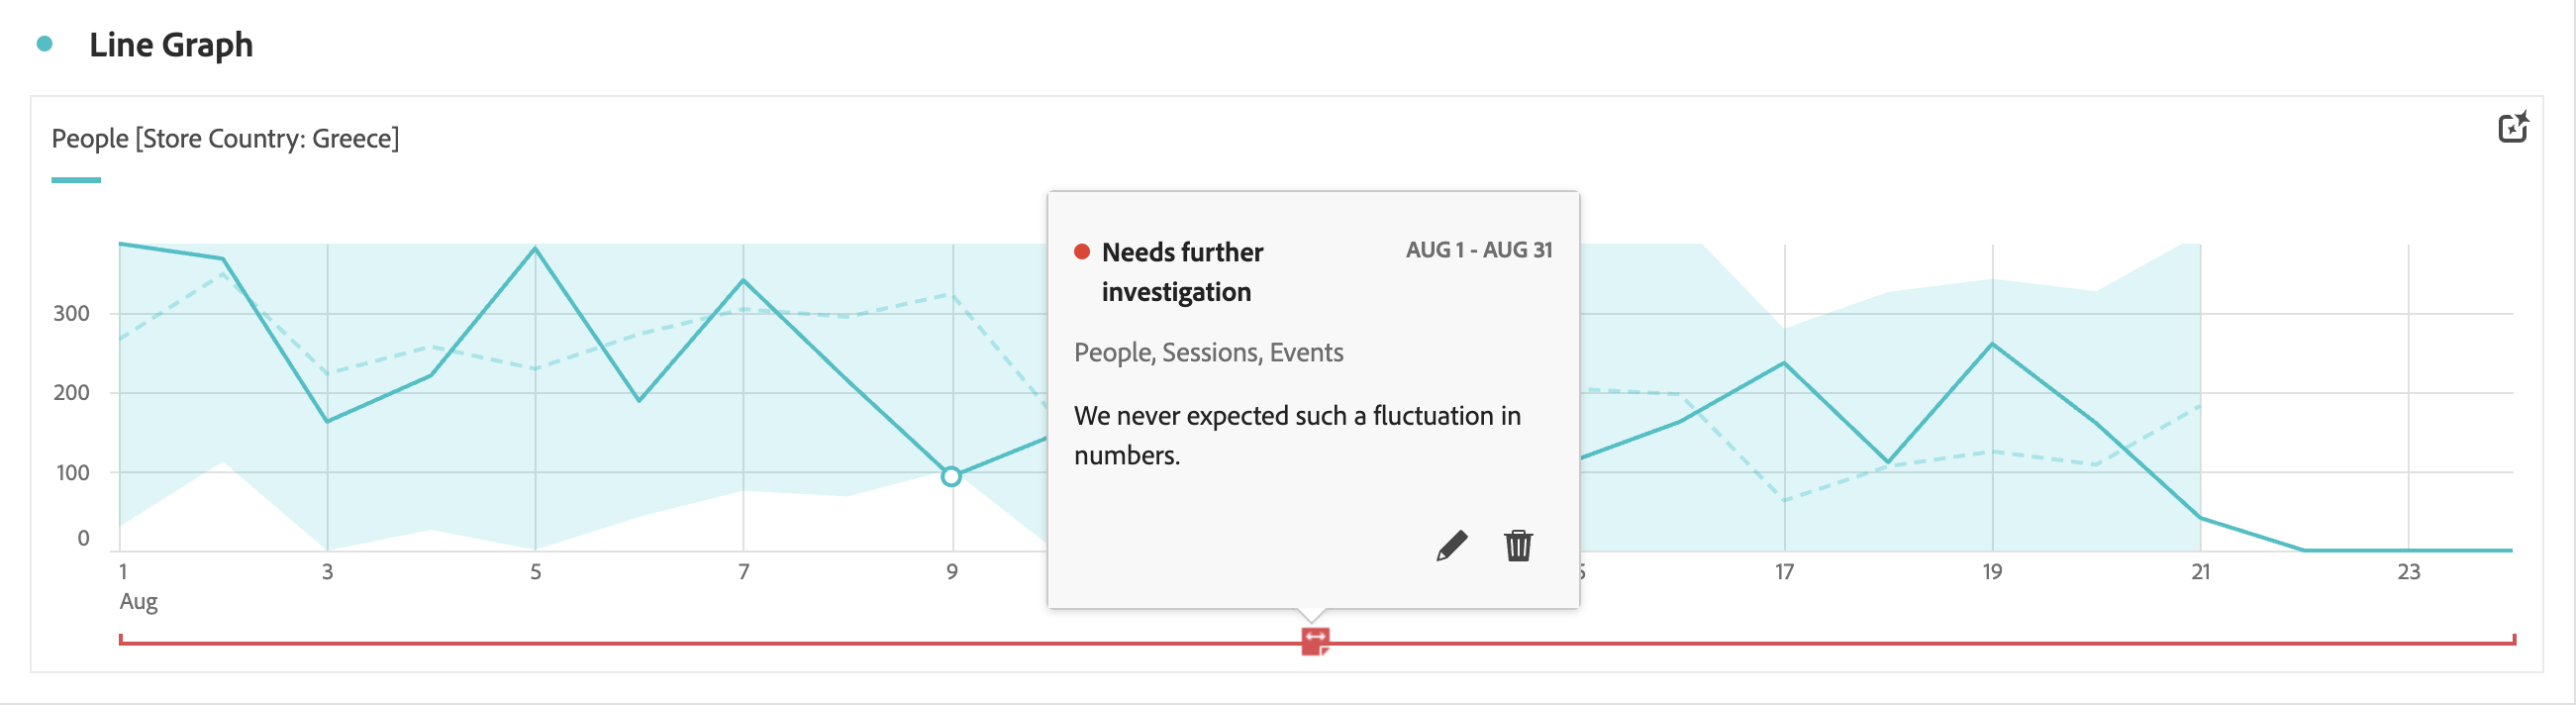 Line Graph
People [Store Country: Greece]
Needs further
investigation
AUG 1 - AUG 31
People, Sessions, Events
We never expected such a fluctuation in
numbers.
300
200
100
0
1 3 5 7 9 17 19 21 23
Aug